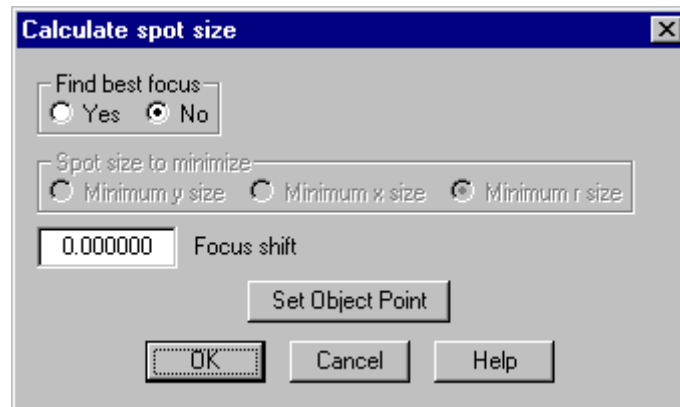 Calculate spot size
Find best focus
Yes No
Spot size to minimize
Minimum y size Minimum x size Minimum r size
0.000000 Focus shift
Set Object Point
OK Cancel Help